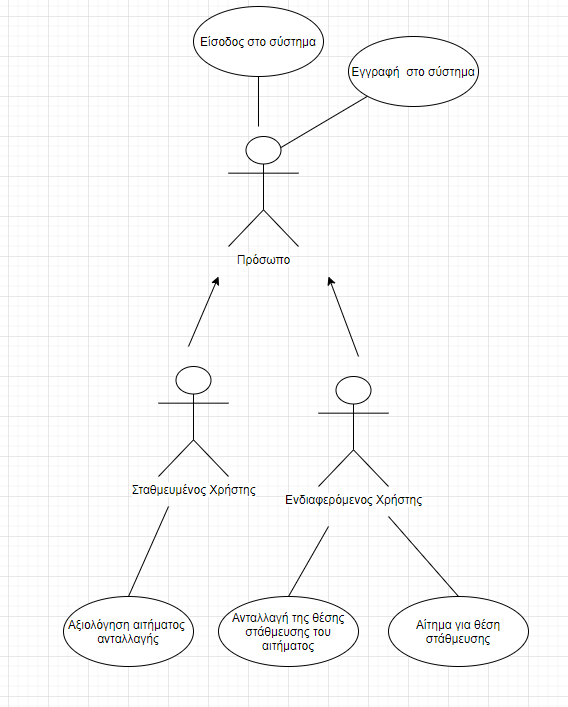 Είσοδος στο σύστημα
Εγγραφή  στο σύστημα
Πρόσωπο
Σταθμευμένος Χρήστης
Ενδιαφερόμενος Χρήστης
Αξιολόγηση αιτήματος
ανταλλαγής
Ανταλλαγή της θέσης
στάθμευσης του
αιτήματος
Αίτημα για θέση
στάθμευσης